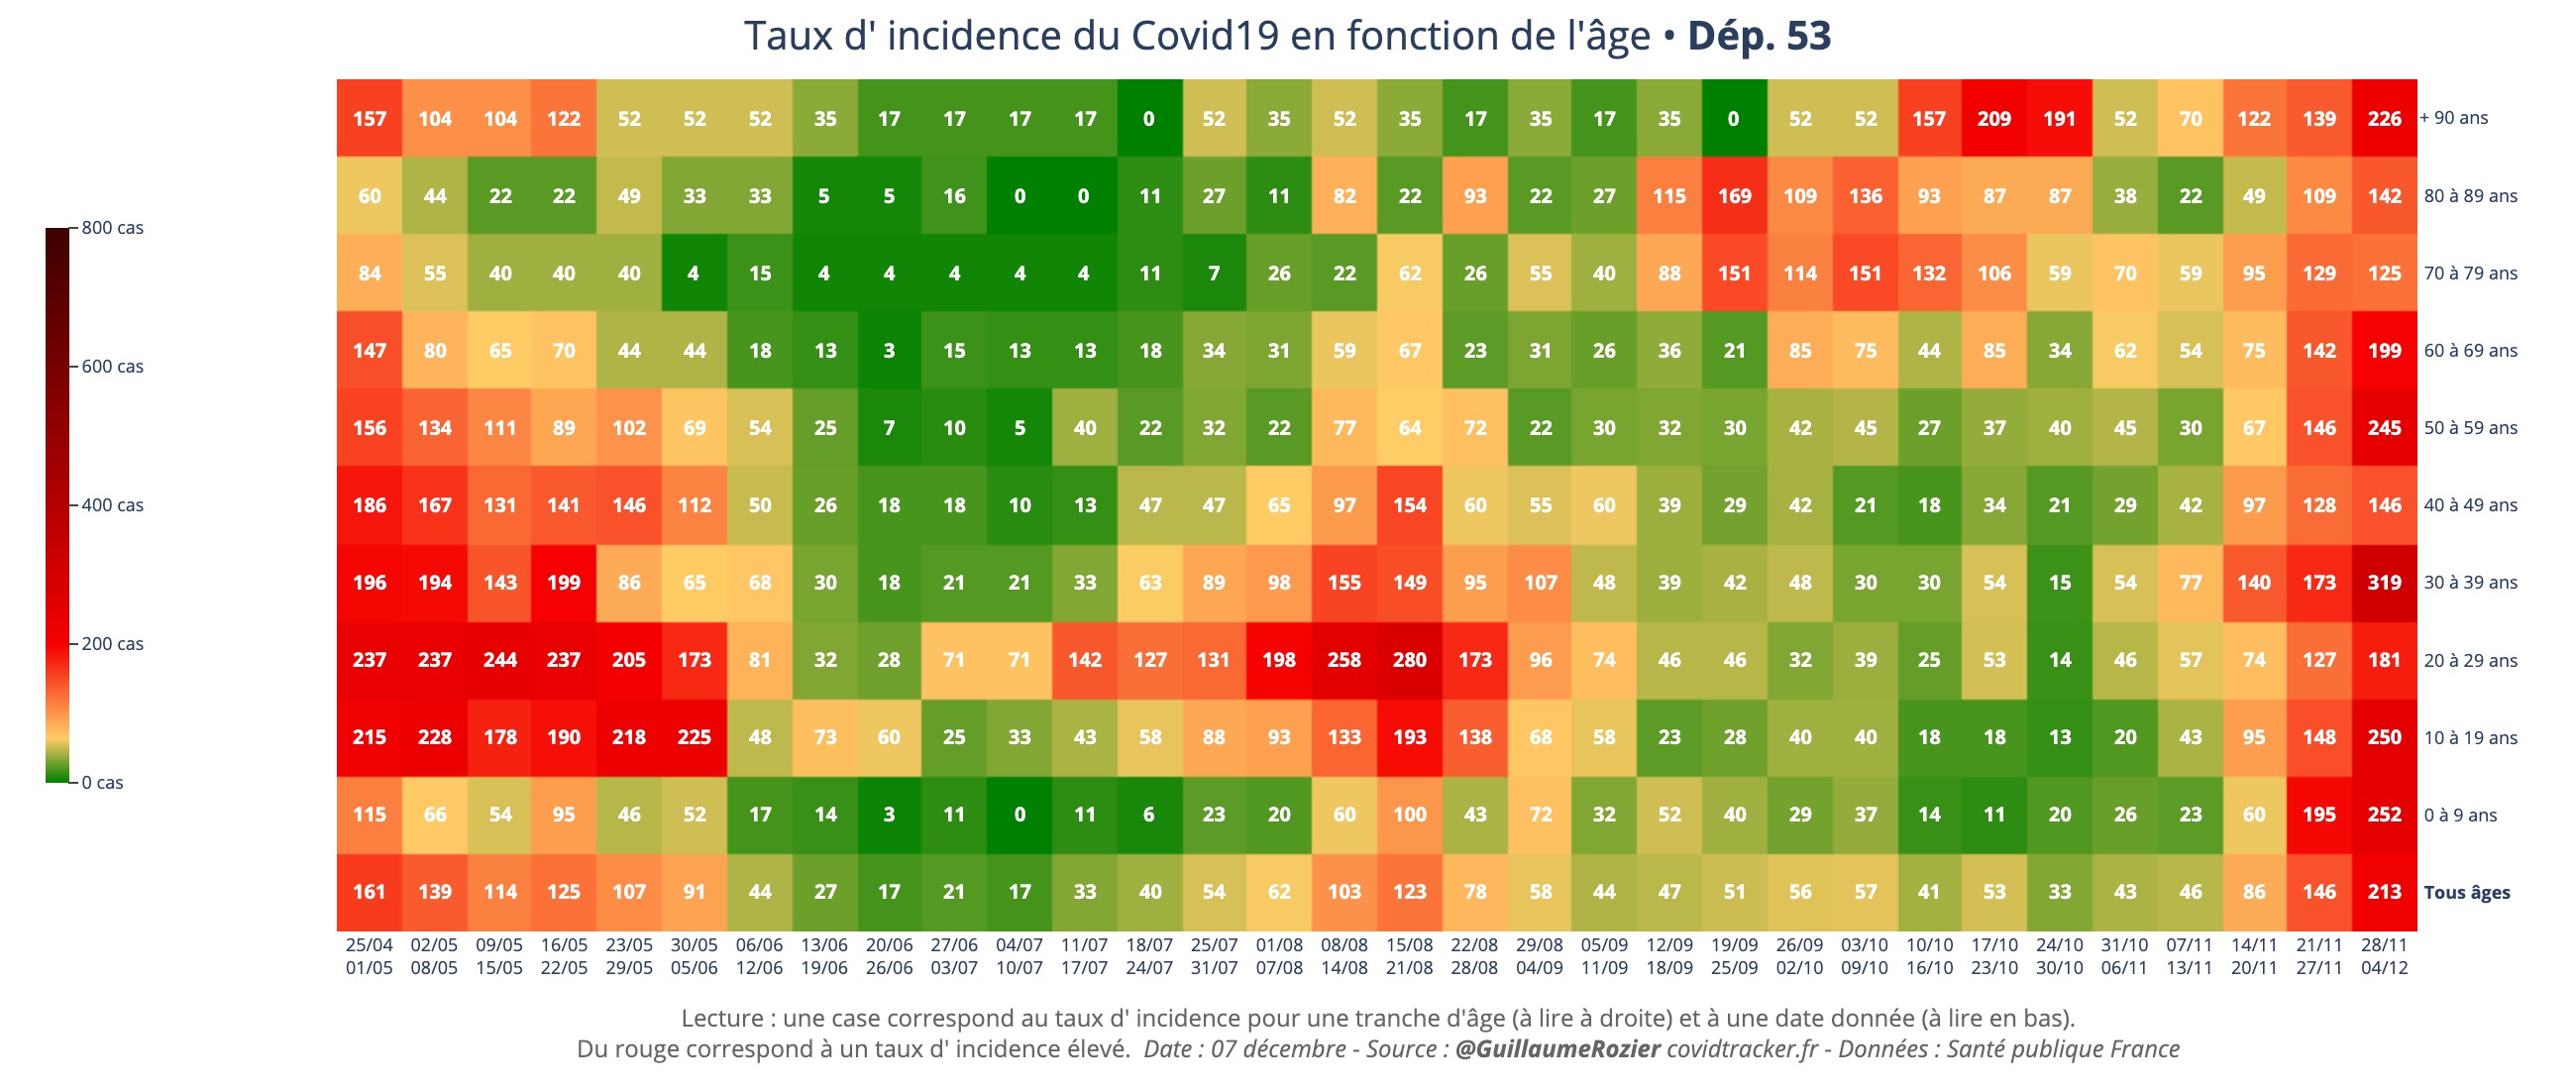 Taux d' incidence du Covid19 en fonction de l'âge • Dép. 53
157 104 104 122 52 52 52 35 17 17 17 17 0 52 35 52 35 17 35 17 35 0 52 52 157 209 191 52 70 122 139 226 + 90 ans
60 44 22 22 49 33 33 5 5 16 0 0 11 27 11 82 22 93 22 27 115 169 109 136 93 87 87 38 22 49 109 142 80 à 89 ans
800 cas
84 55 40 40 40 4 15 4 4 4 4 4 11 7 26 22 62 26 55 40 88 151 114 151 132 106 59 70 59 95 129 125 70 à 79 ans
147 80 65 70 44 44 18 13 3 15 13 13 18 34 31 59 67 23 31 26 36 21 85 75 44 85 34 62 54 75 142 199 60 à 69 ans
600 cas
156 134 111 89 102 69 54 25 7 10 5 40 22 32 22 77 64 72 22 30 32 30 42 45 27 37 40 45 30 67 146 245 50 à 59 ans
400 cas
186 167 131 141 146 112 50 26 18 18 10 13 47 47 65 97 154 60 55 60 39 29 42 21 18 34 21 29 42 97 128 146 40 à 49 ans
196 194 143 199 86 65 68 30 18 21 21 33 63 89 98 155 149 95 107 48 39 42 48 30 30 54 15 54 77 140 173 319 30 à 39 ans
200 cas
237 237 244 237 205 173 81 32 28 71 71 142 127 131 198 258 280 173 96 74 46 46 32 39 25 53 14 46 57 74 127 181 20 à 29 ans
215 228 178 190 218 225 48 73 60 25 33 43 58 88 93 133 193 138 68 58 23 28 40 40 18 18 13 20 43 95 148 250 10 à 19 ans
0 cas
115 66 54 95 46 52 17 14 3 11 0 11 6 23 20 60 100 43 72 32 52 40 29 37 14 11 20 26 23 60 195 252 0 à 9 ans
161 139 114 125 107 91 44 27 17 21 17 33 40 54 62 103 123 78 58 44 47 51 56 57 41 53 33 43 46 86 146 213 Tous âges
25/04 02/05 09/05 16/05 23/05 30/05 06/06 13/06 20/06 27/06 04/07 11/07 18/07 25/07 01/08 08/08 15/08 22/08 29/08 05/09 12/09 19/09 26/09 03/10 10/10 17/10 24/10 31/10 07/11 14/11 21/11 28/11
01/05 08/05 15/05 22/05 29/05 05/06 12/06 19/06 26/06 03/07 10/07 17/07 24/07 31/07 07/08 14/08 21/08 28/08 04/09 11/09 18/09 25/09 02/10 09/10 16/10 23/10 30/10 06/11 13/11 20/11 27/11 04/12
Lecture : une case correspond au taux d' incidence pour une tranche d'âge (à lire à droite) et à une date donnée (à lire en bas).
Du rouge correspond à un taux d' incidence élevé. Date : 07 décembre - Source : @GuillaumeRozier covidtracker.fr - Données : Santé publique France